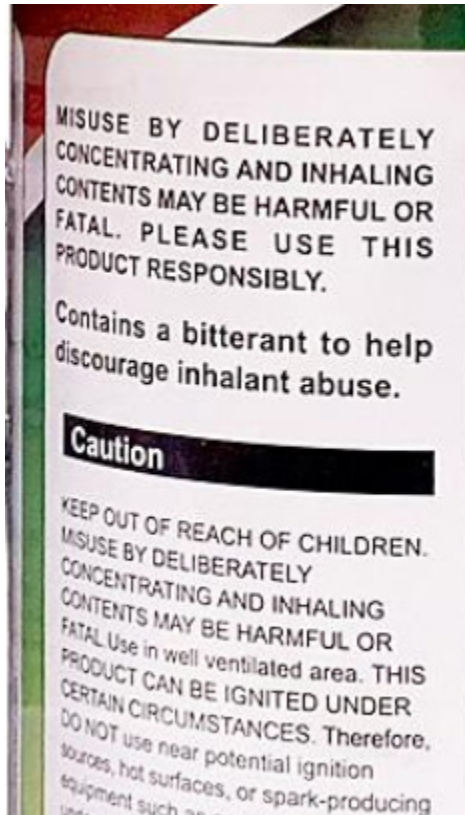 MISUSE BY DELIBERATELY
CONCENTRATING AND INHALING
CONTENTS MAY BE HARMFUL OR
FATAL. PLEASE USE THIS
PRODUCT RESPONSIBLY.
Contains a bitterant to help
discourage inhalant abuse.
Caution
KEEP OUT OF REACH OF CHILDREN.
MISUSE BY DELIBERATELY
CONCENTRATING AND INHALING
CONTENTS MAY BE HARMFUL OR
FATAL Use in well ventilated area. THIS
PRODUCT CAN BE IGNITED UNDER
CERTAIN CIRCUMSTANCES. Therefore,
DO NOT use near potential ignition
sources, hot surfaces, or spark-producing
equipment such